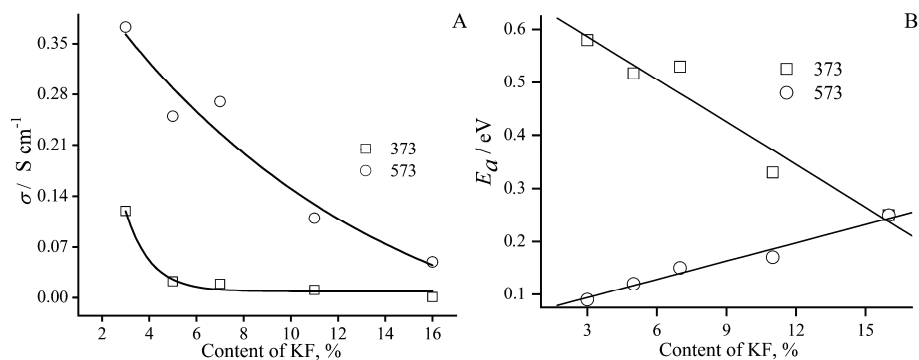 A
σ / S cm⁻¹
0.35
0.28
0.21
0.14
0.07
0.00
373
573
2 4 6 8 10 12 14 16
Content of KF, %
B
Ea / eV
0.6
0.5
0.4
0.3
0.2
0.1
373
573
3 6 9 12 15
Content of KF, %